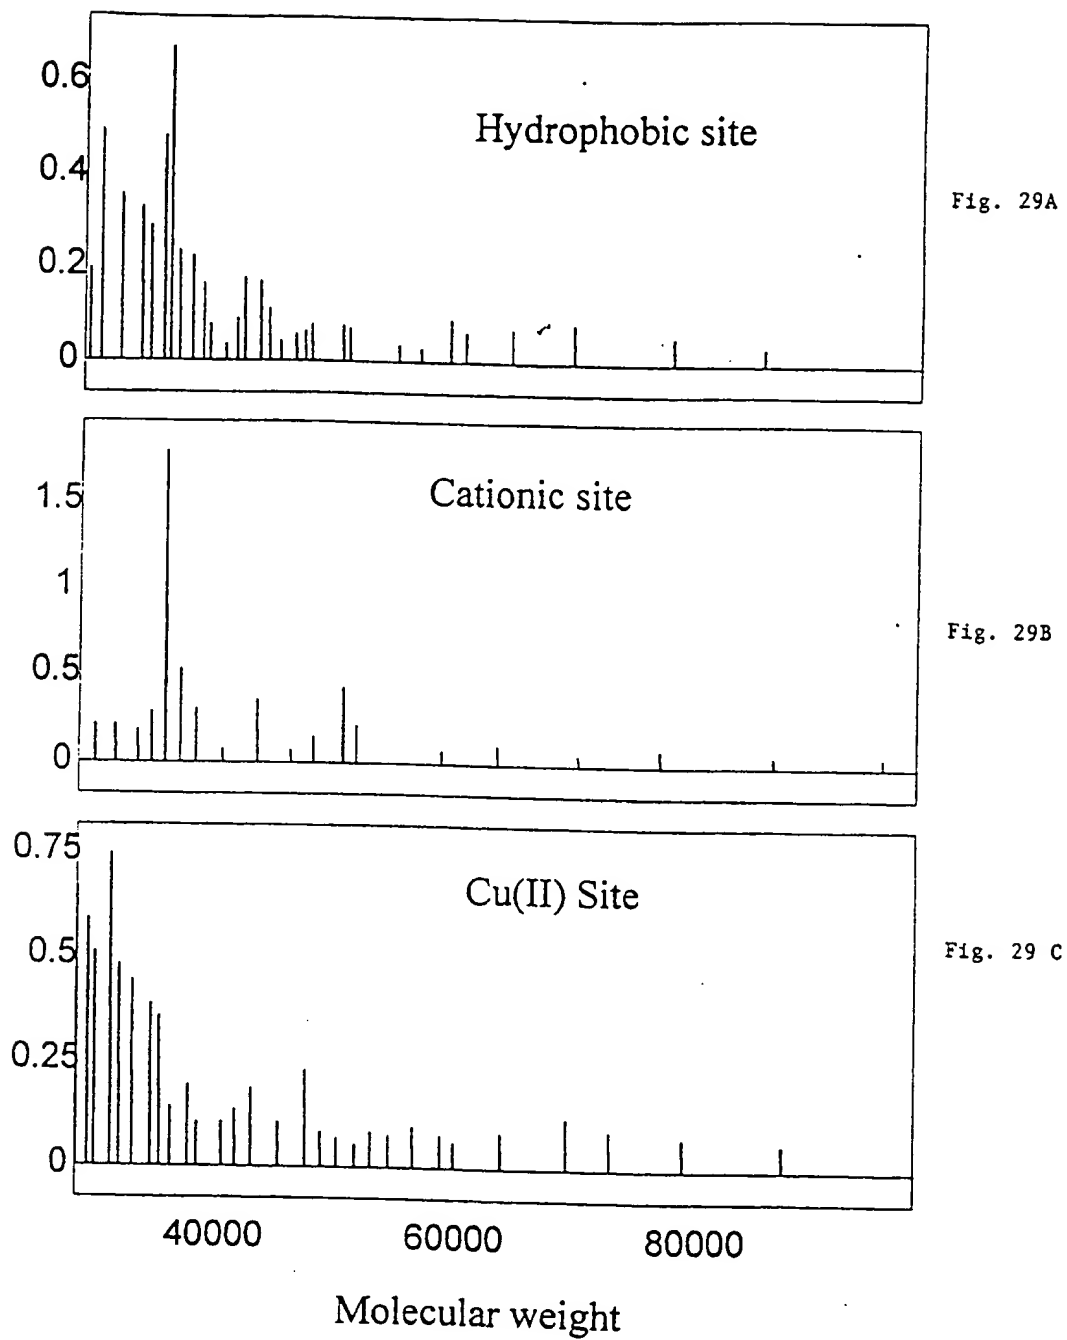 0.6
Hydrophobic site
0.4
Fig. 29A
0.2
0
1.5
Cationic site
1
Fig. 29B
0.5
0
0.75
Cu(II) Site
0.5
Fig. 29 C
0.25
0
40000 60000 80000
Molecular weight